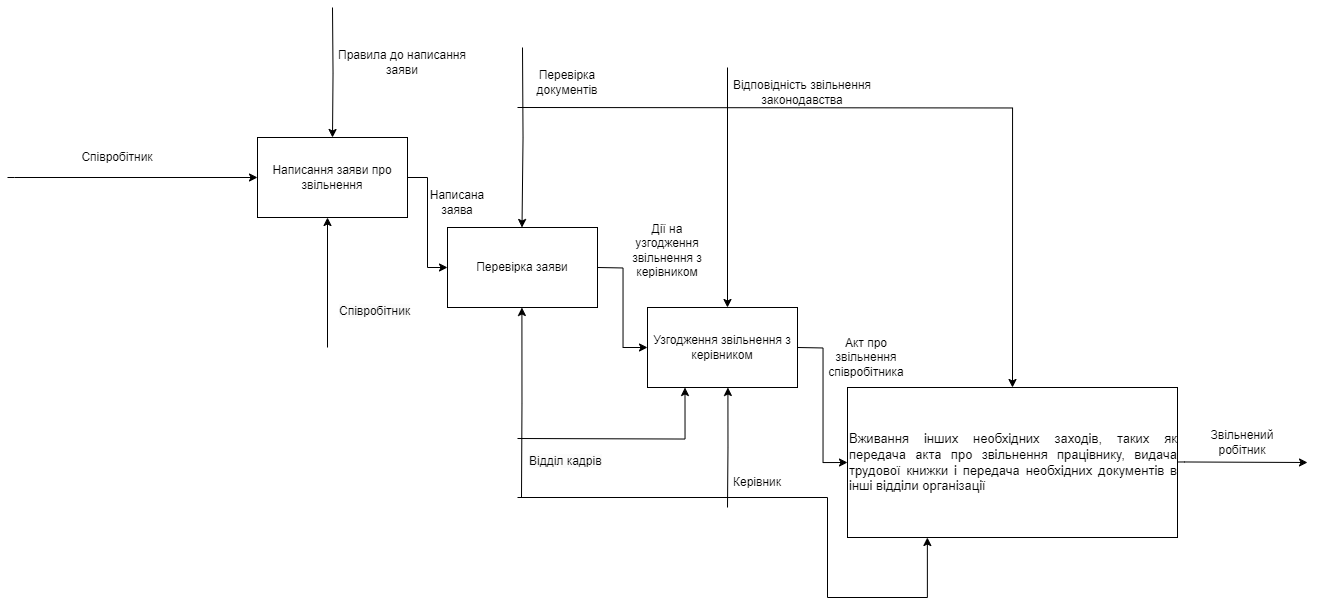 Правила до написання
заяви
Перевірка
документів
Відповідність звільнення
законодавства
Співробітник
Написання заяви про
звільнення
Написана
заява
Дії на
узгодження
звільнення з
керівником
Перевірка заяви
Співробітник
Узгодження звільнення з
керівником
Акт про
звільнення
співробітника
Вживання інших необхідних заходів, таких як
передача акта про звільнення працівнику, видача
трудової книжки і передача необхідних документів в
інші відділи організації
Звільнений
робітник
Відділ кадрів
Керівник